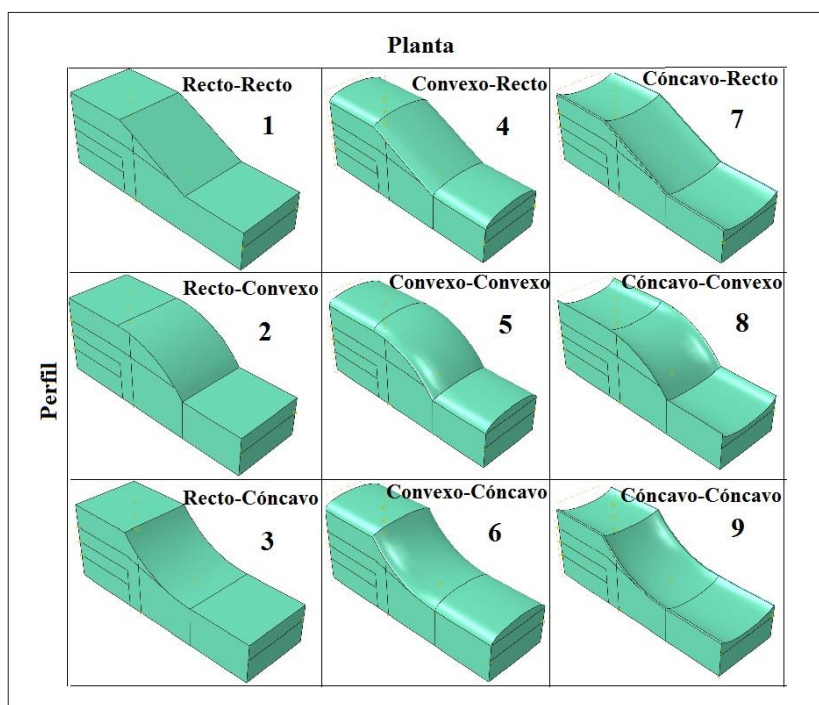 Planta
Perfil
Recto-Recto
1
Convexo-Recto
4
Cóncavo-Recto
7
Recto-Convexo
2
Convexo-Convexo
5
Cóncavo-Convexo
8
Recto-Cóncavo
3
Convexo-Cóncavo
6
Cóncavo-Cóncavo
9